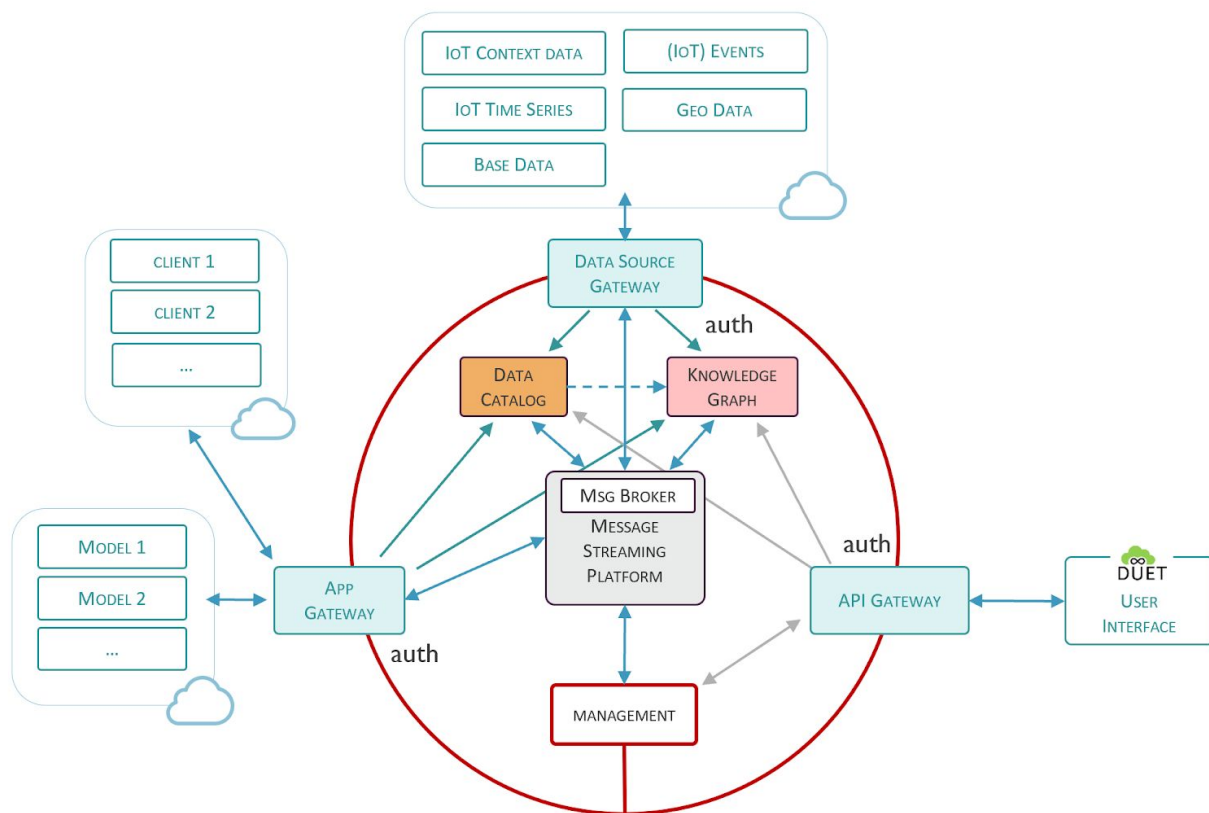 IoT Context data
(IoT) Events
IoT Time Series
Geo Data
Base Data
client 1
client 2
...
Data Source
Gateway
auth
Data
Catalog
Knowledge
Graph
Msg Broker
Message
Streaming
Platform
Model 1
Model 2
...
App
Gateway
auth
auth
API Gateway
DUET
User
Interface
management